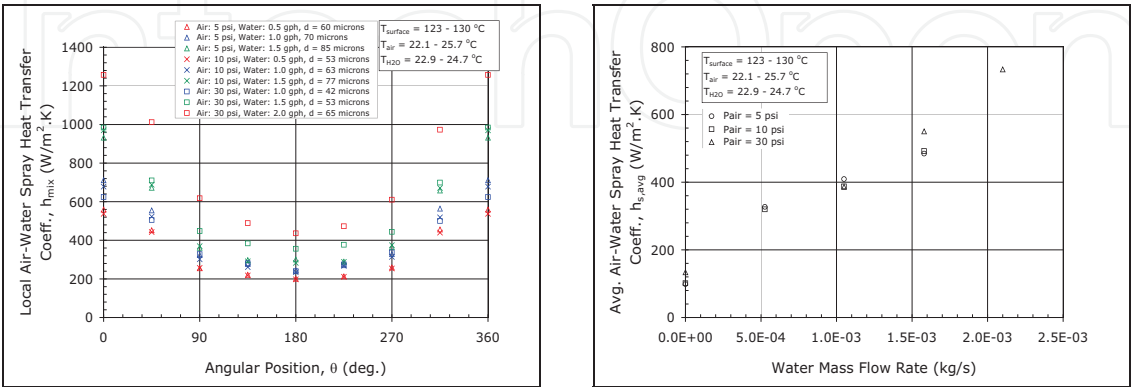 Air: 5 psi, Water: 0.5 gph, d = 60 microns
Air: 5 psi, Water: 1.0 gph, 70 microns
Air: 5 psi, Water: 1.5 gph, d = 85 microns
Air: 10 psi, Water: 0.5 gph, d = 53 microns
Air: 10 psi, Water: 1.0 gph, d = 63 microns
Air: 10 psi, Water: 1.5 gph, d = 77 microns
Air: 30 psi, Water: 1.0 gph, d = 42 microns
Air: 30 psi, Water: 1.5 gph, d = 53 microns
Air: 30 psi, Water: 2.0 gph, d = 65 microns
T_surface = 123 - 130 °C
T_air = 22.1 - 25.7 °C
T_H2O = 22.9 - 24.7 °C
Local Air-Water Spray Heat Transfer
Coeff., h_mix (W/m².K)
1400
1200
1000
800
600
400
200
0
0 90 180 270 360
Angular Position, θ (deg.)
Avg. Air-Water Spray Heat Transfer
Coeff., h_s,avg (W/m².K)
800
600
400
200
0
T_surface = 123 - 130 °C
T_air = 22.1 - 25.7 °C
T_H2O = 22.9 - 24.7 °C
Pair = 5 psi
Pair = 10 psi
Pair = 30 psi
0.0E+00 5.0E-04 1.0E-03 1.5E-03 2.0E-03 2.5E-03
Water Mass Flow Rate (kg/s)